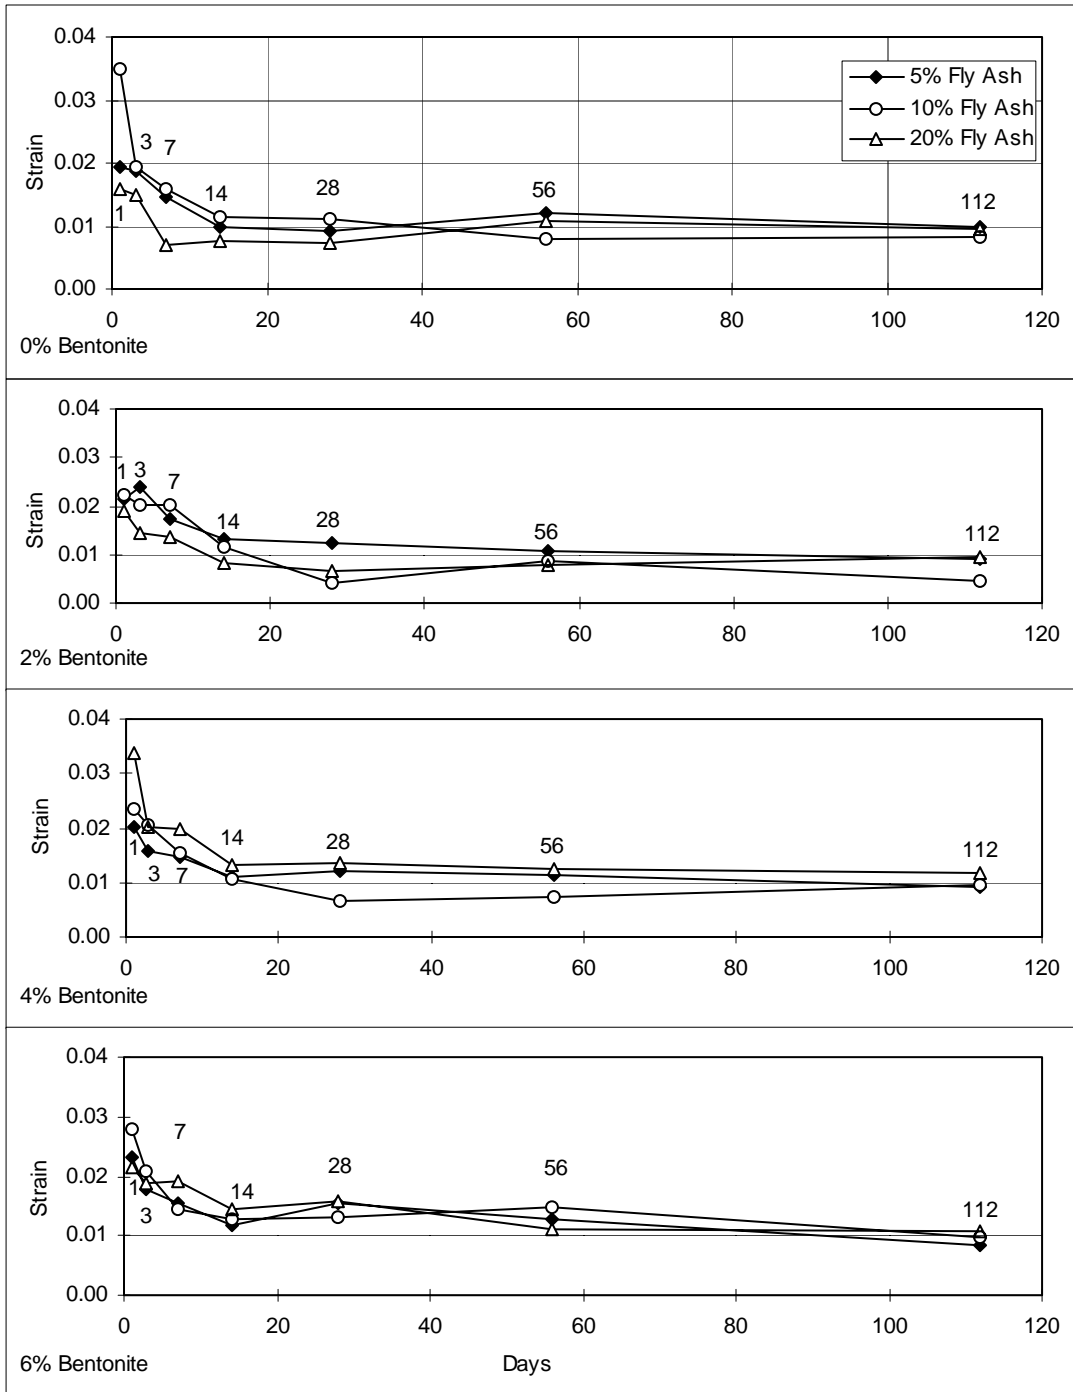 0.04
5% Fly Ash
10% Fly Ash
20% Fly Ash
0.03
3 7
0.02
Strain
14 28 56 112
1
0.01
0.00
0 20 40 60 80 100 120
0% Bentonite
0.04
0.03
1 3 7
0.02
Strain
14 28 56 112
0.01
0.00
0 20 40 60 80 100 120
2% Bentonite
0.04
0.03
0.02
Strain
14 28 56 112
1
3 7
0.01
0.00
0 20 40 60 80 100 120
4% Bentonite
0.04
0.03
7
0.02
Strain
28 56
1 14 112
3
0.01
0.00
0 20 40 60 80 100 120
6% Bentonite Days